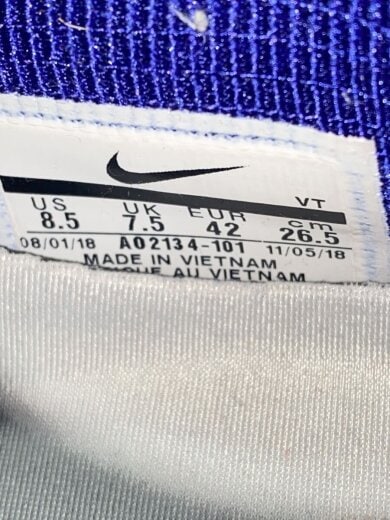 VT
US UK EUR cm
8.5 7.5 42 26.5
08/01/18 AO2134-101 11/05/18
MADE IN VIETNAM
AU VIETNAM